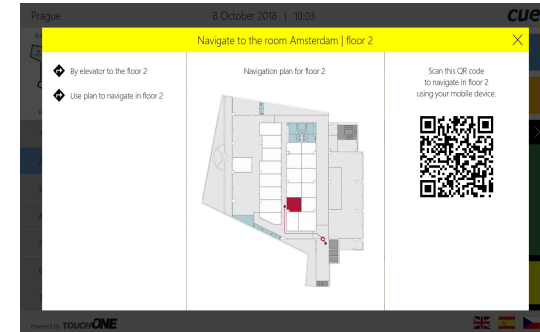 Prague
8 October 2018 | 10:03
cue
Navigate to the room Amsterdam | floor 2
By elevator to the floor 2
Use plan to navigate in floor 2
Navigation plan for floor 2
Scan this QR code
to navigate in floor 2
using your mobile device.
Powered by TOUCHONE